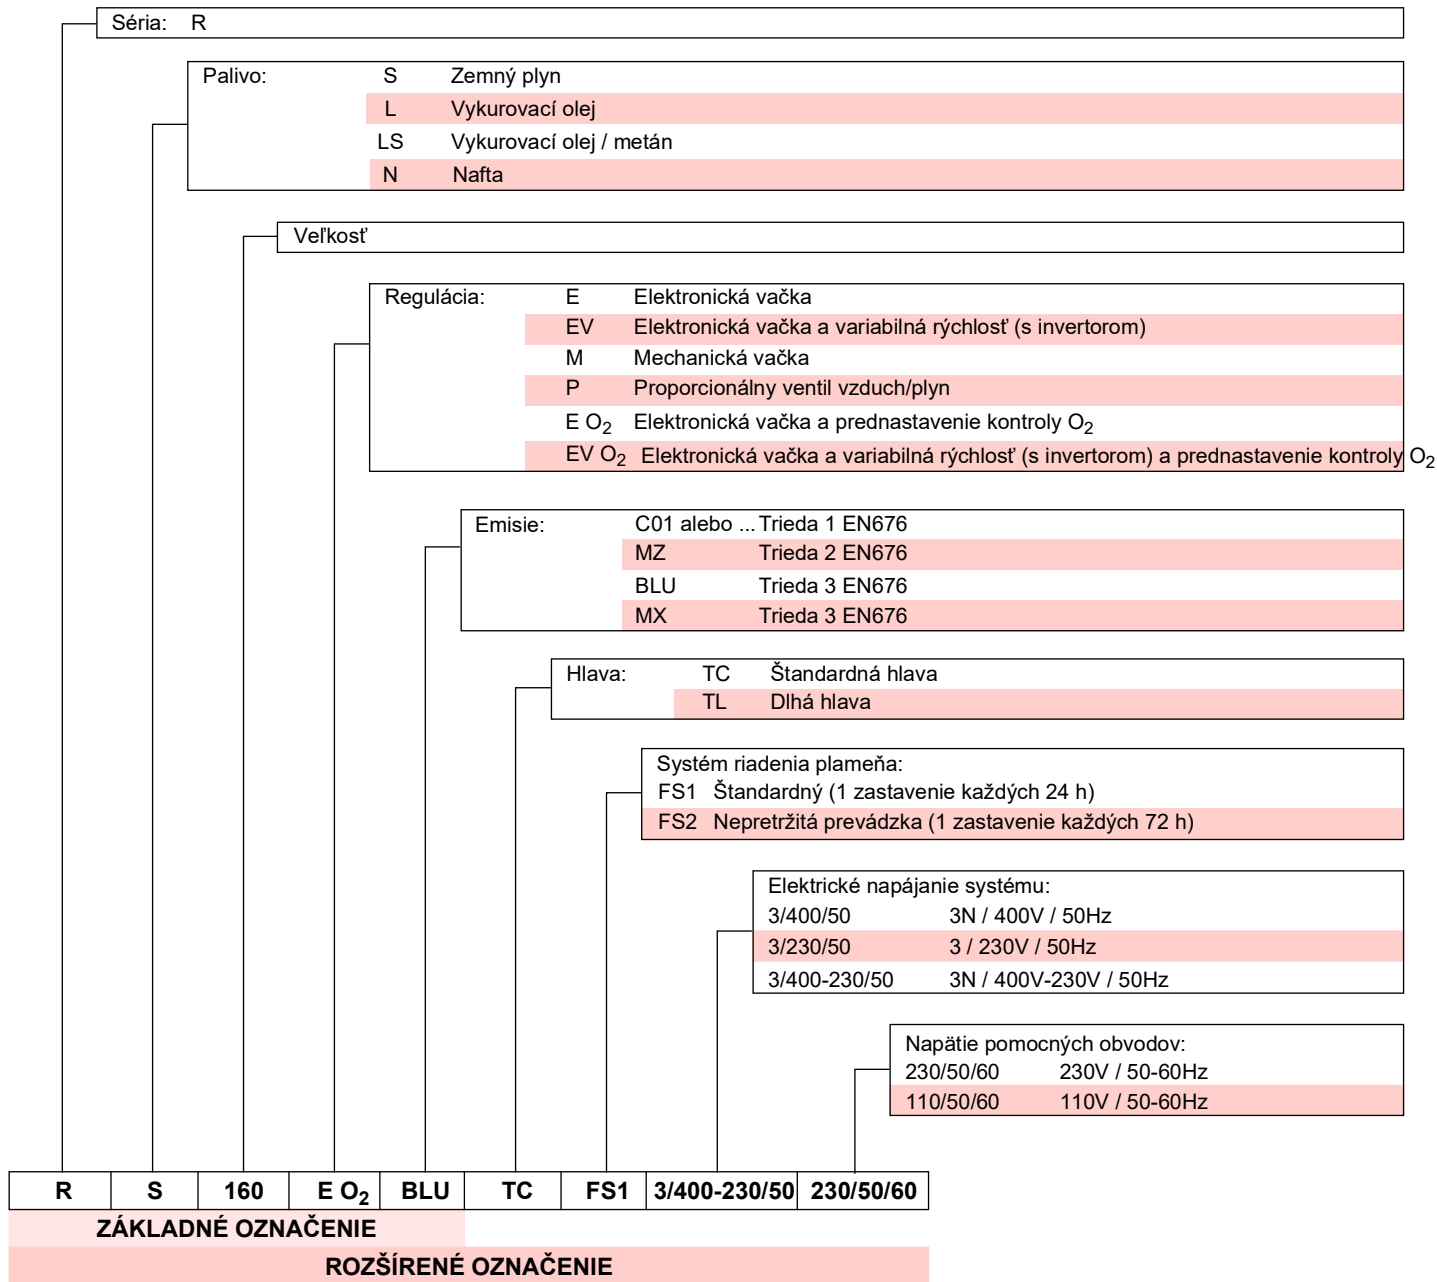 Séria: R
Palivo: S Zemný plyn
L Vykurovací olej
LS Vykurovací olej / metán
N Nafta
Veľkosť
Regulácia: E Elektronická vačka
EV Elektronická vačka a variabilná rýchlosť (s invertorom)
M Mechanická vačka
P Proporcionálny ventil vzduch/plyn
E O₂ Elektronická vačka a prednastavenie kontroly O₂
EV O₂ Elektronická vačka a variabilná rýchlosť (s invertorom) a prednastavenie kontroly O₂
Emisie: C01 alebo ... Trieda 1 EN676
MZ Trieda 2 EN676
BLU Trieda 3 EN676
MX Trieda 3 EN676
Hlava: TC Štandardná hlava
TL Dlhá hlava
Systém riadenia plameňa:
FS1 Štandardný (1 zastavenie každých 24 h)
FS2 Nepretržitá prevádzka (1 zastavenie každých 72 h)
Elektrické napájanie systému:
3/400/50 3N / 400V / 50Hz
3/230/50 3 / 230V / 50Hz
3/400-230/50 3N / 400V-230V / 50Hz
Napätie pomocných obvodov:
230/50/60 230V / 50-60Hz
110/50/60 110V / 50-60Hz
R S 160 E O₂ BLU TC FS1 3/400-230/50 230/50/60
ZÁKLADNÉ OZNAČENIE
ROZŠÍRENÉ OZNAČENIE